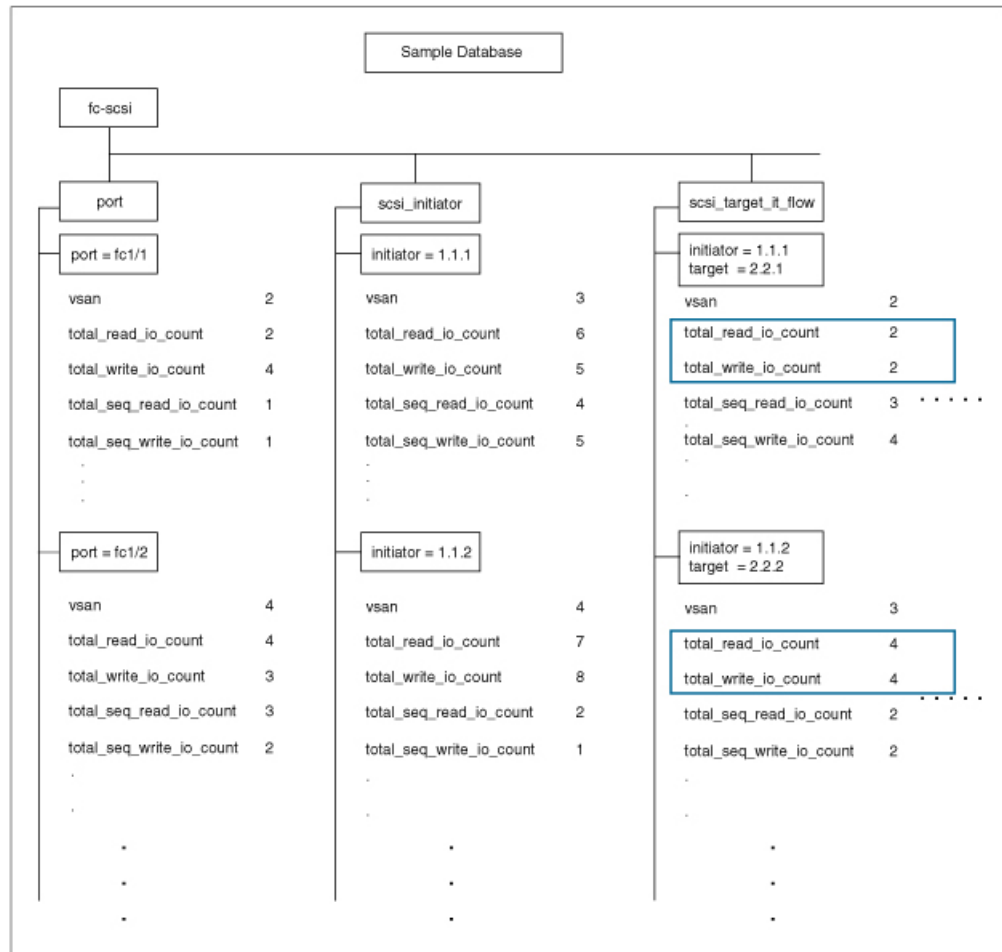 Sample Database
fc-scsi
port
port = fc1/1
vsan 2
total_read_io_count 2
total_write_io_count 4
total_seq_read_io_count 1
total_seq_write_io_count 1
port = fc1/2
vsan 4
total_read_io_count 4
total_write_io_count 3
total_seq_read_io_count 3
total_seq_write_io_count 2
scsi_initiator
initiator = 1.1.1
vsan 3
total_read_io_count 6
total_write_io_count 5
total_seq_read_io_count 4
total_seq_write_io_count 5
initiator = 1.1.2
vsan 4
total_read_io_count 7
total_write_io_count 8
total_seq_read_io_count 2
total_seq_write_io_count 1
scsi_target_it_flow
initiator = 1.1.1
target = 2.2.1
vsan 2
total_read_io_count 2
total_write_io_count 2
total_seq_read_io_count 3
total_seq_write_io_count 4
initiator = 1.1.2
target = 2.2.2
vsan 3
total_read_io_count 4
total_write_io_count 4
total_seq_read_io_count 2
total_seq_write_io_count 2